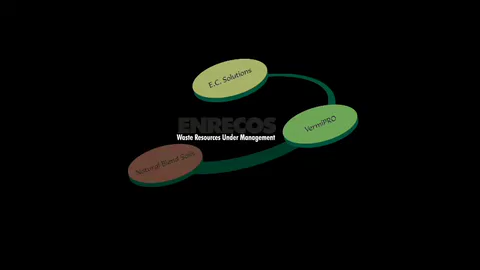 E.C. Solutions
ENRECOS
VermiPRO
Waste Resources Under Management
Natural Blend Soils